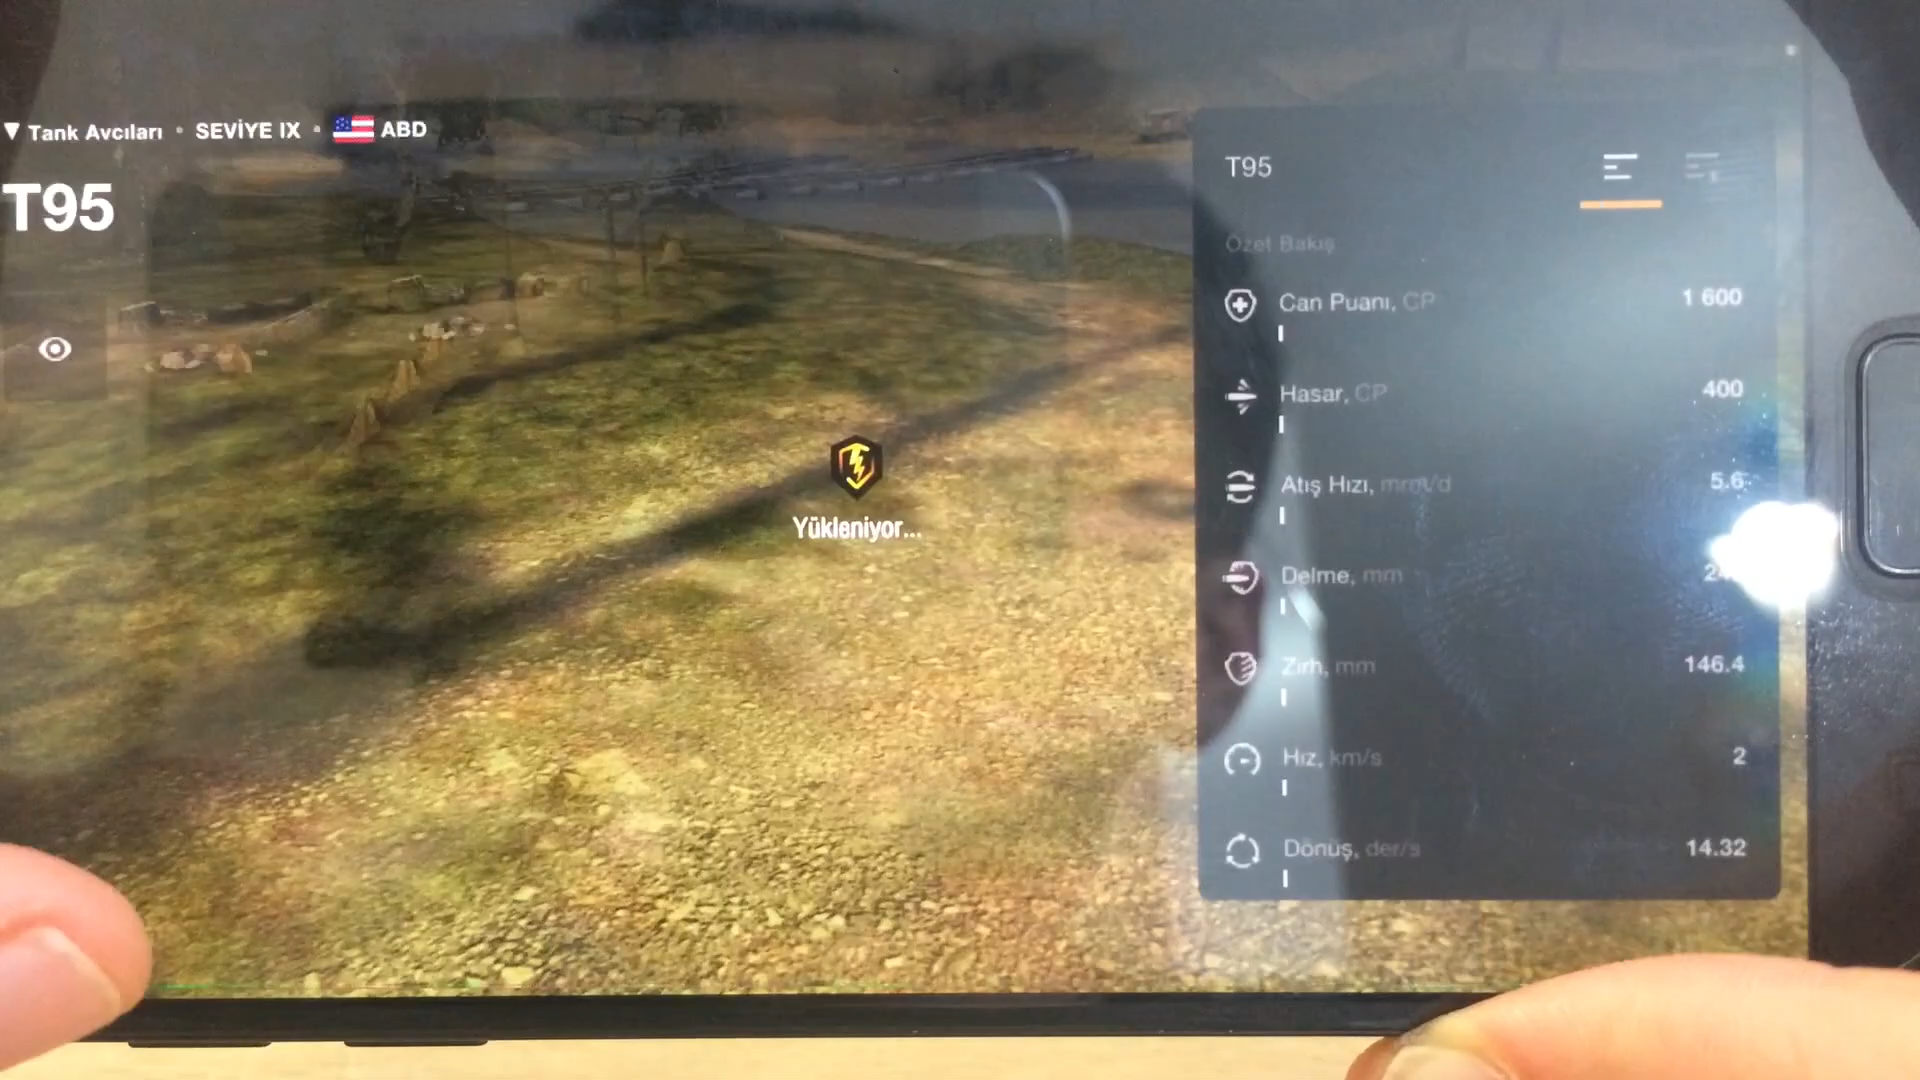 Tank Avcıları • SEVİYE IX • ABD
T95
Yükleniyor...
T95
Özet Bakış
Can Puanı, CP 1 600
Hasar, CP 400
Atış Hızı, mrmi/d 5.6
Delme, mm
Zırh, mm 146.4
Hız, km/s 2
Dönüş, der/s 14.32